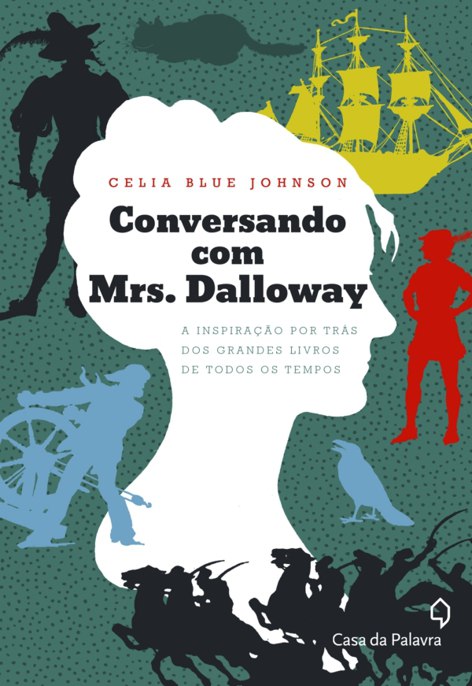 CELIA BLUE JOHNSON
Conversando
com
Mrs. Dalloway
A INSPIRAÇÃO POR TRÁS
DOS GRANDES LIVROS
DE TODOS OS TEMPOS
Casa da Palavra